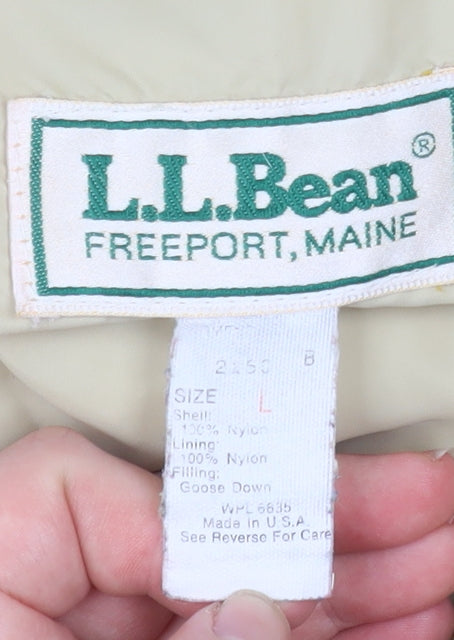 L.L.Bean®
FREEPORT, MAINE
B
SIZE L
Shell:
100% Nylon
Lining:
100% Nylon
Filling:
Goose Down
WPL 6835
Made in U.S.A.
See Reverse For Care